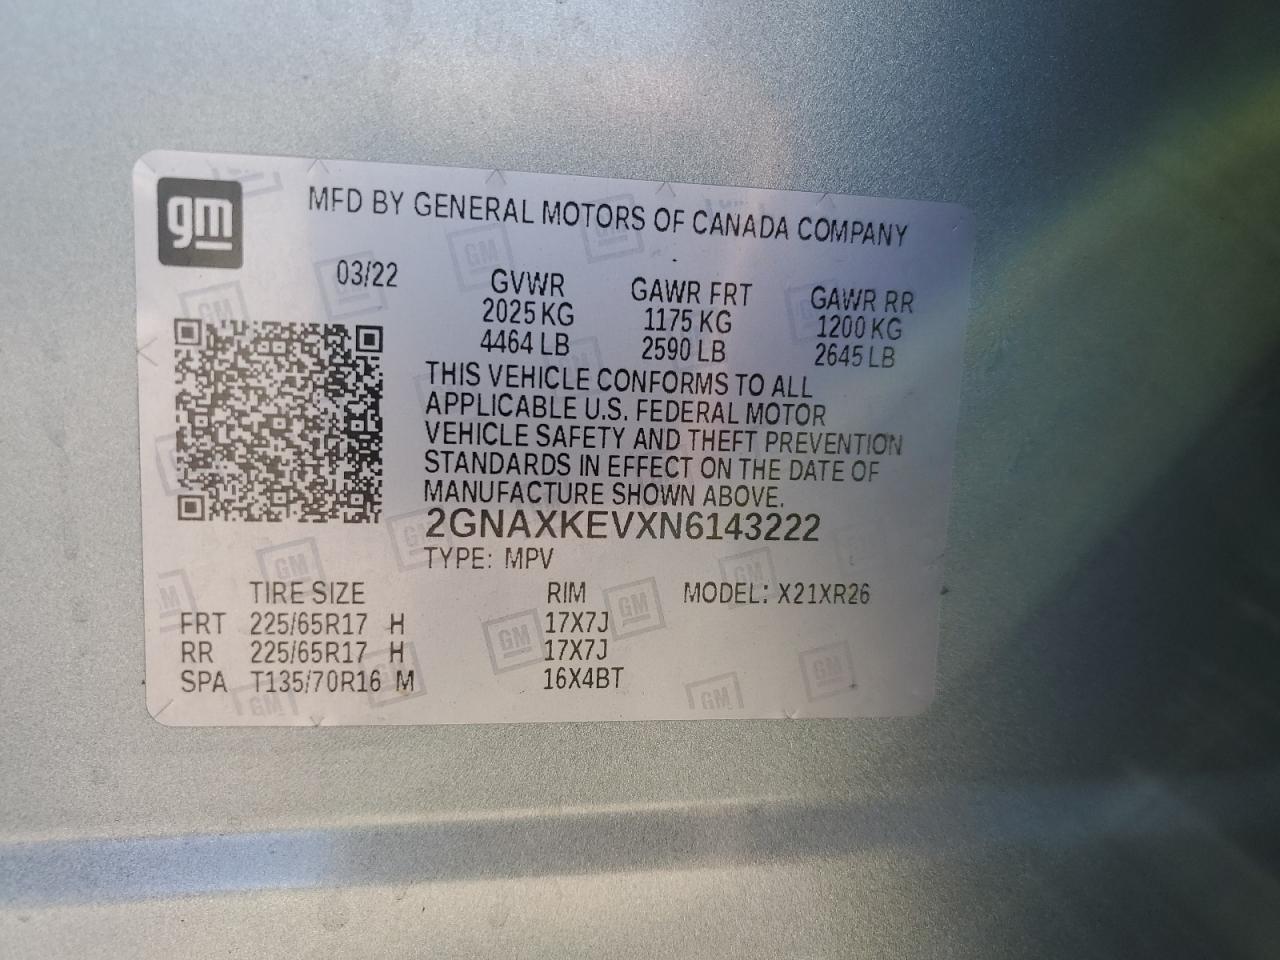 gm
MFD BY GENERAL MOTORS OF CANADA COMPANY
03/22 GVWR GAWR FRT GAWR RR
2025 KG 1175 KG 1200 KG
4464 LB 2590 LB 2645 LB
THIS VEHICLE CONFORMS TO ALL
APPLICABLE U.S. FEDERAL MOTOR
VEHICLE SAFETY AND THEFT PREVENTION
STANDARDS IN EFFECT ON THE DATE OF
MANUFACTURE SHOWN ABOVE.
2GNAXKEVXN6143222
TYPE: MPV
TIRE SIZE RIM MODEL: X21XR26
FRT 225/65R17 H 17X7J
RR 225/65R17 H 17X7J
SPA T135/70R16 M 16X4BT